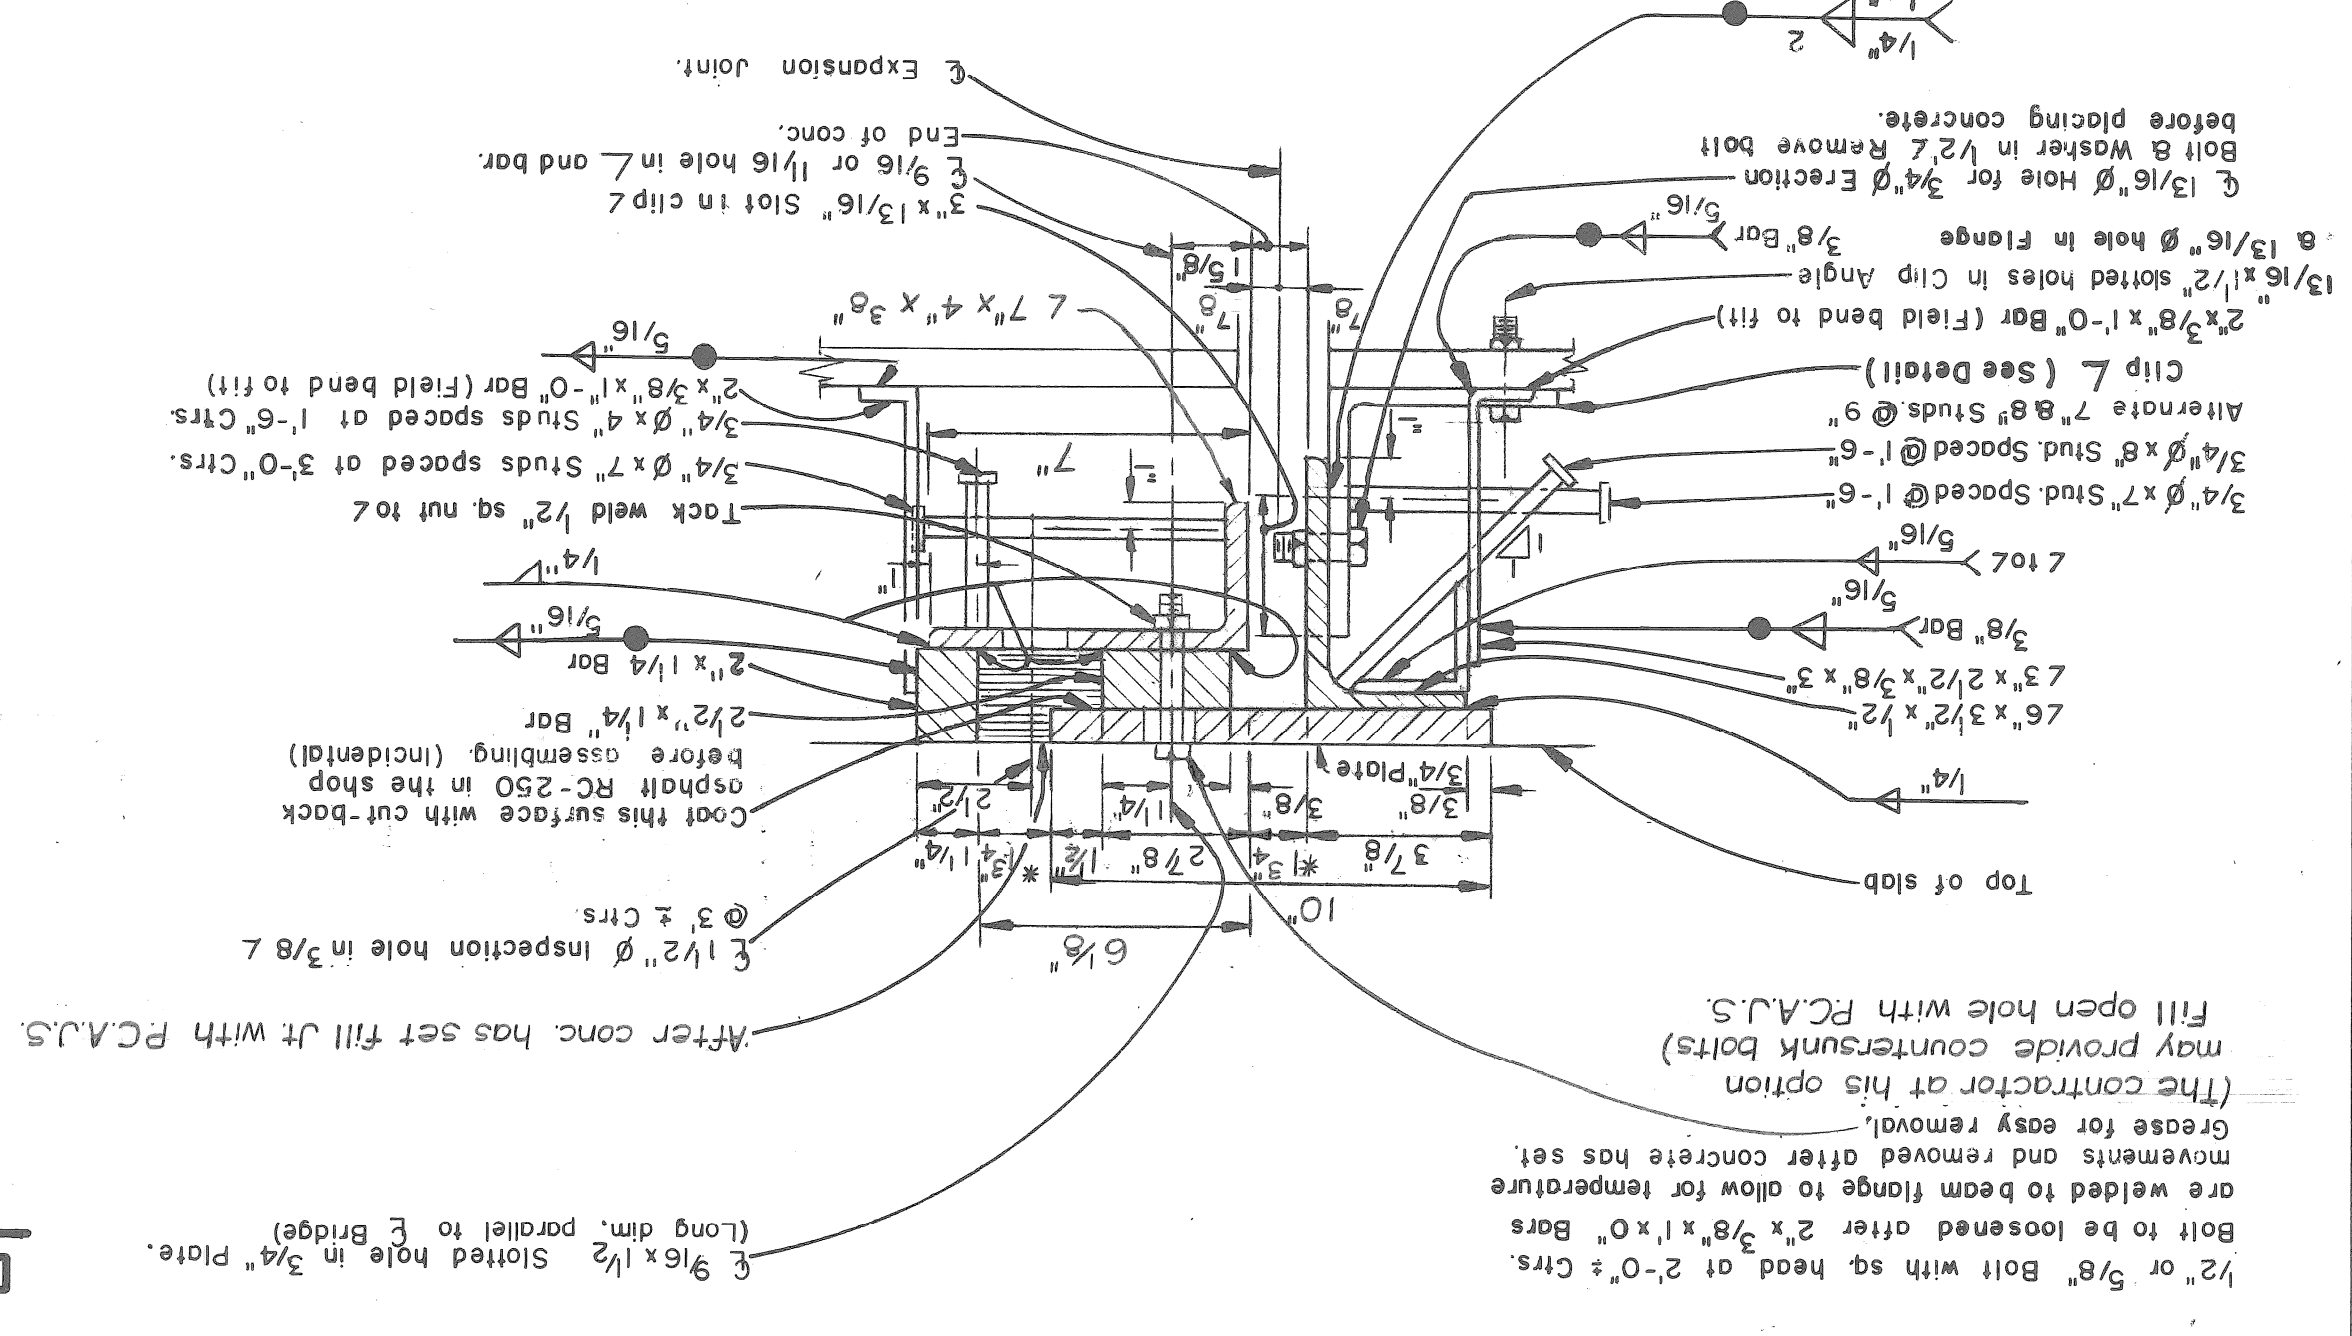 1/2" or 5/8" Bolt with sq. head at 2'-0" ± Ctrs.
Bolt to be loosened after 2"x 3/8"x 1'x 0" Bars
are welded to beam flange to allow for temperature
movements and removed after concrete has set.
Grease for easy removal.
(The contractor at his option
may provide countersunk bolts)
Fill open hole with P.C.A.J.S.
℄ 9/16 x 1 1/2 Slotted hole in 3/4" Plate.
(Long dim. parallel to ℄ Bridge)
After conc. has set fill Jt. with P.C.A.J.S.
℄ 1 1/2" Ø Inspection hole in 3/8 ∠
@ 3' ± Ctrs.
6 1/8"
10"
Top of slab
3 7/8"
*1 3/4"
2 7/8"
1 1/2"
*
1 3/4"
1 1/4"
3/8"
3/8"
1 1/4"
2 1/2"
Coat this surface with cut-back
asphalt RC-250 in the shop
before assembling. (Incidental)
1/4"
3/4" Plate
2 1/2" x 1 1/4" Bar
∠6" x 3 1/2" x 1/2"
2" x 1 1/4 Bar
∠3" x 2 1/2" x 3/8" x 3"
3/8" Bar
5/16"
5/16"
1/4"
∠ to ∠
5/16"
1
1
1"
Tack weld 1/2" sq. nut to ∠
3/4" Ø x 7" Stud. Spaced @ 1'-6"
3/4" Ø x 7" Studs spaced at 3'-0" Ctrs.
3/4" Ø x 8" Stud. Spaced @ 1'-6"
1"
1"
7"
3/4" Ø x 4" Studs spaced at 1'-6" Ctrs.
Alternate 7" & 8" Studs. @ 9"
2" x 3/8" x 1'-0" Bar (Field bend to fit)
Clip ∠ (See Detail)
5/16"
2"x 3/8" x 1'-0" Bar (Field bend to fit)
7/8"
7/8"
∠ 7" x 4" x 3/8"
13/16"x 1 1/2" slotted holes in Clip Angle
& 13/16" Ø hole in Flange
1 5/8"
3/8" Bar
5/16"
3" x 13/16" Slot in clip ∠
℄ 13/16" Ø Hole for 3/4" Ø Erection
Bolt & Washer in 1/2" ∠ Remove bolt
before placing concrete.
℄ 9/16 or 11/16 hole in ∠ and bar.
End of conc.
℄ Expansion Joint.
1/4"
2